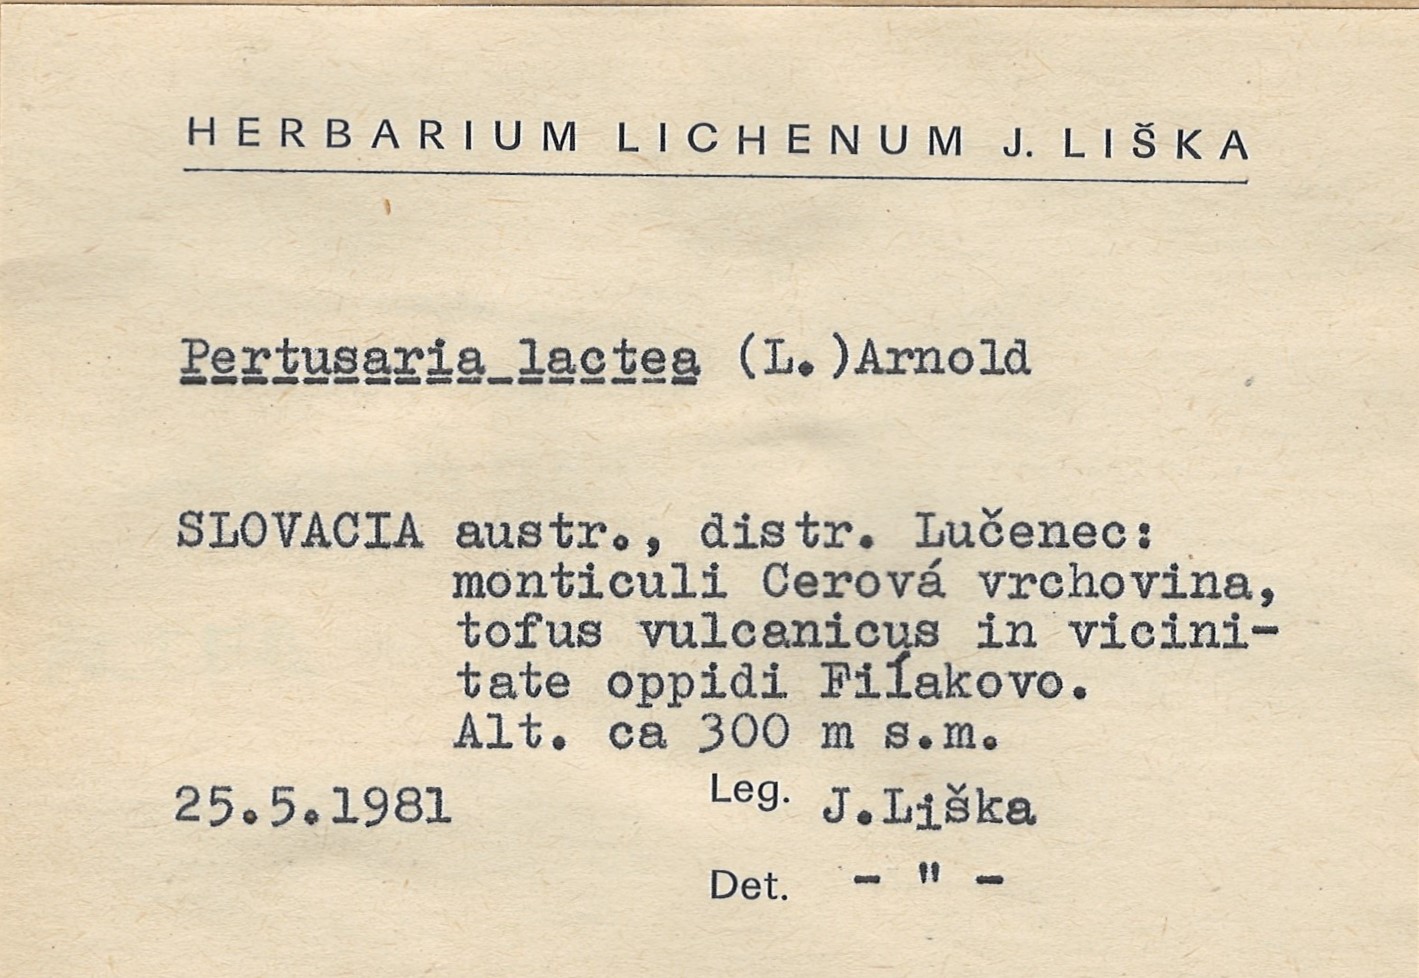 HERBARIUM LICHENUM J. LIŠKA
Pertusaria lactea (L.)Arnold
SLOVACIA austr., distr. Lučenec:
monticuli Cerová vrchovina,
tofus vulcanicus in vicini-
tate oppidi Fiĺakovo.
Alt. ca 300 m s.m.
25.5.1981 Leg. J.Liška
Det. - " -